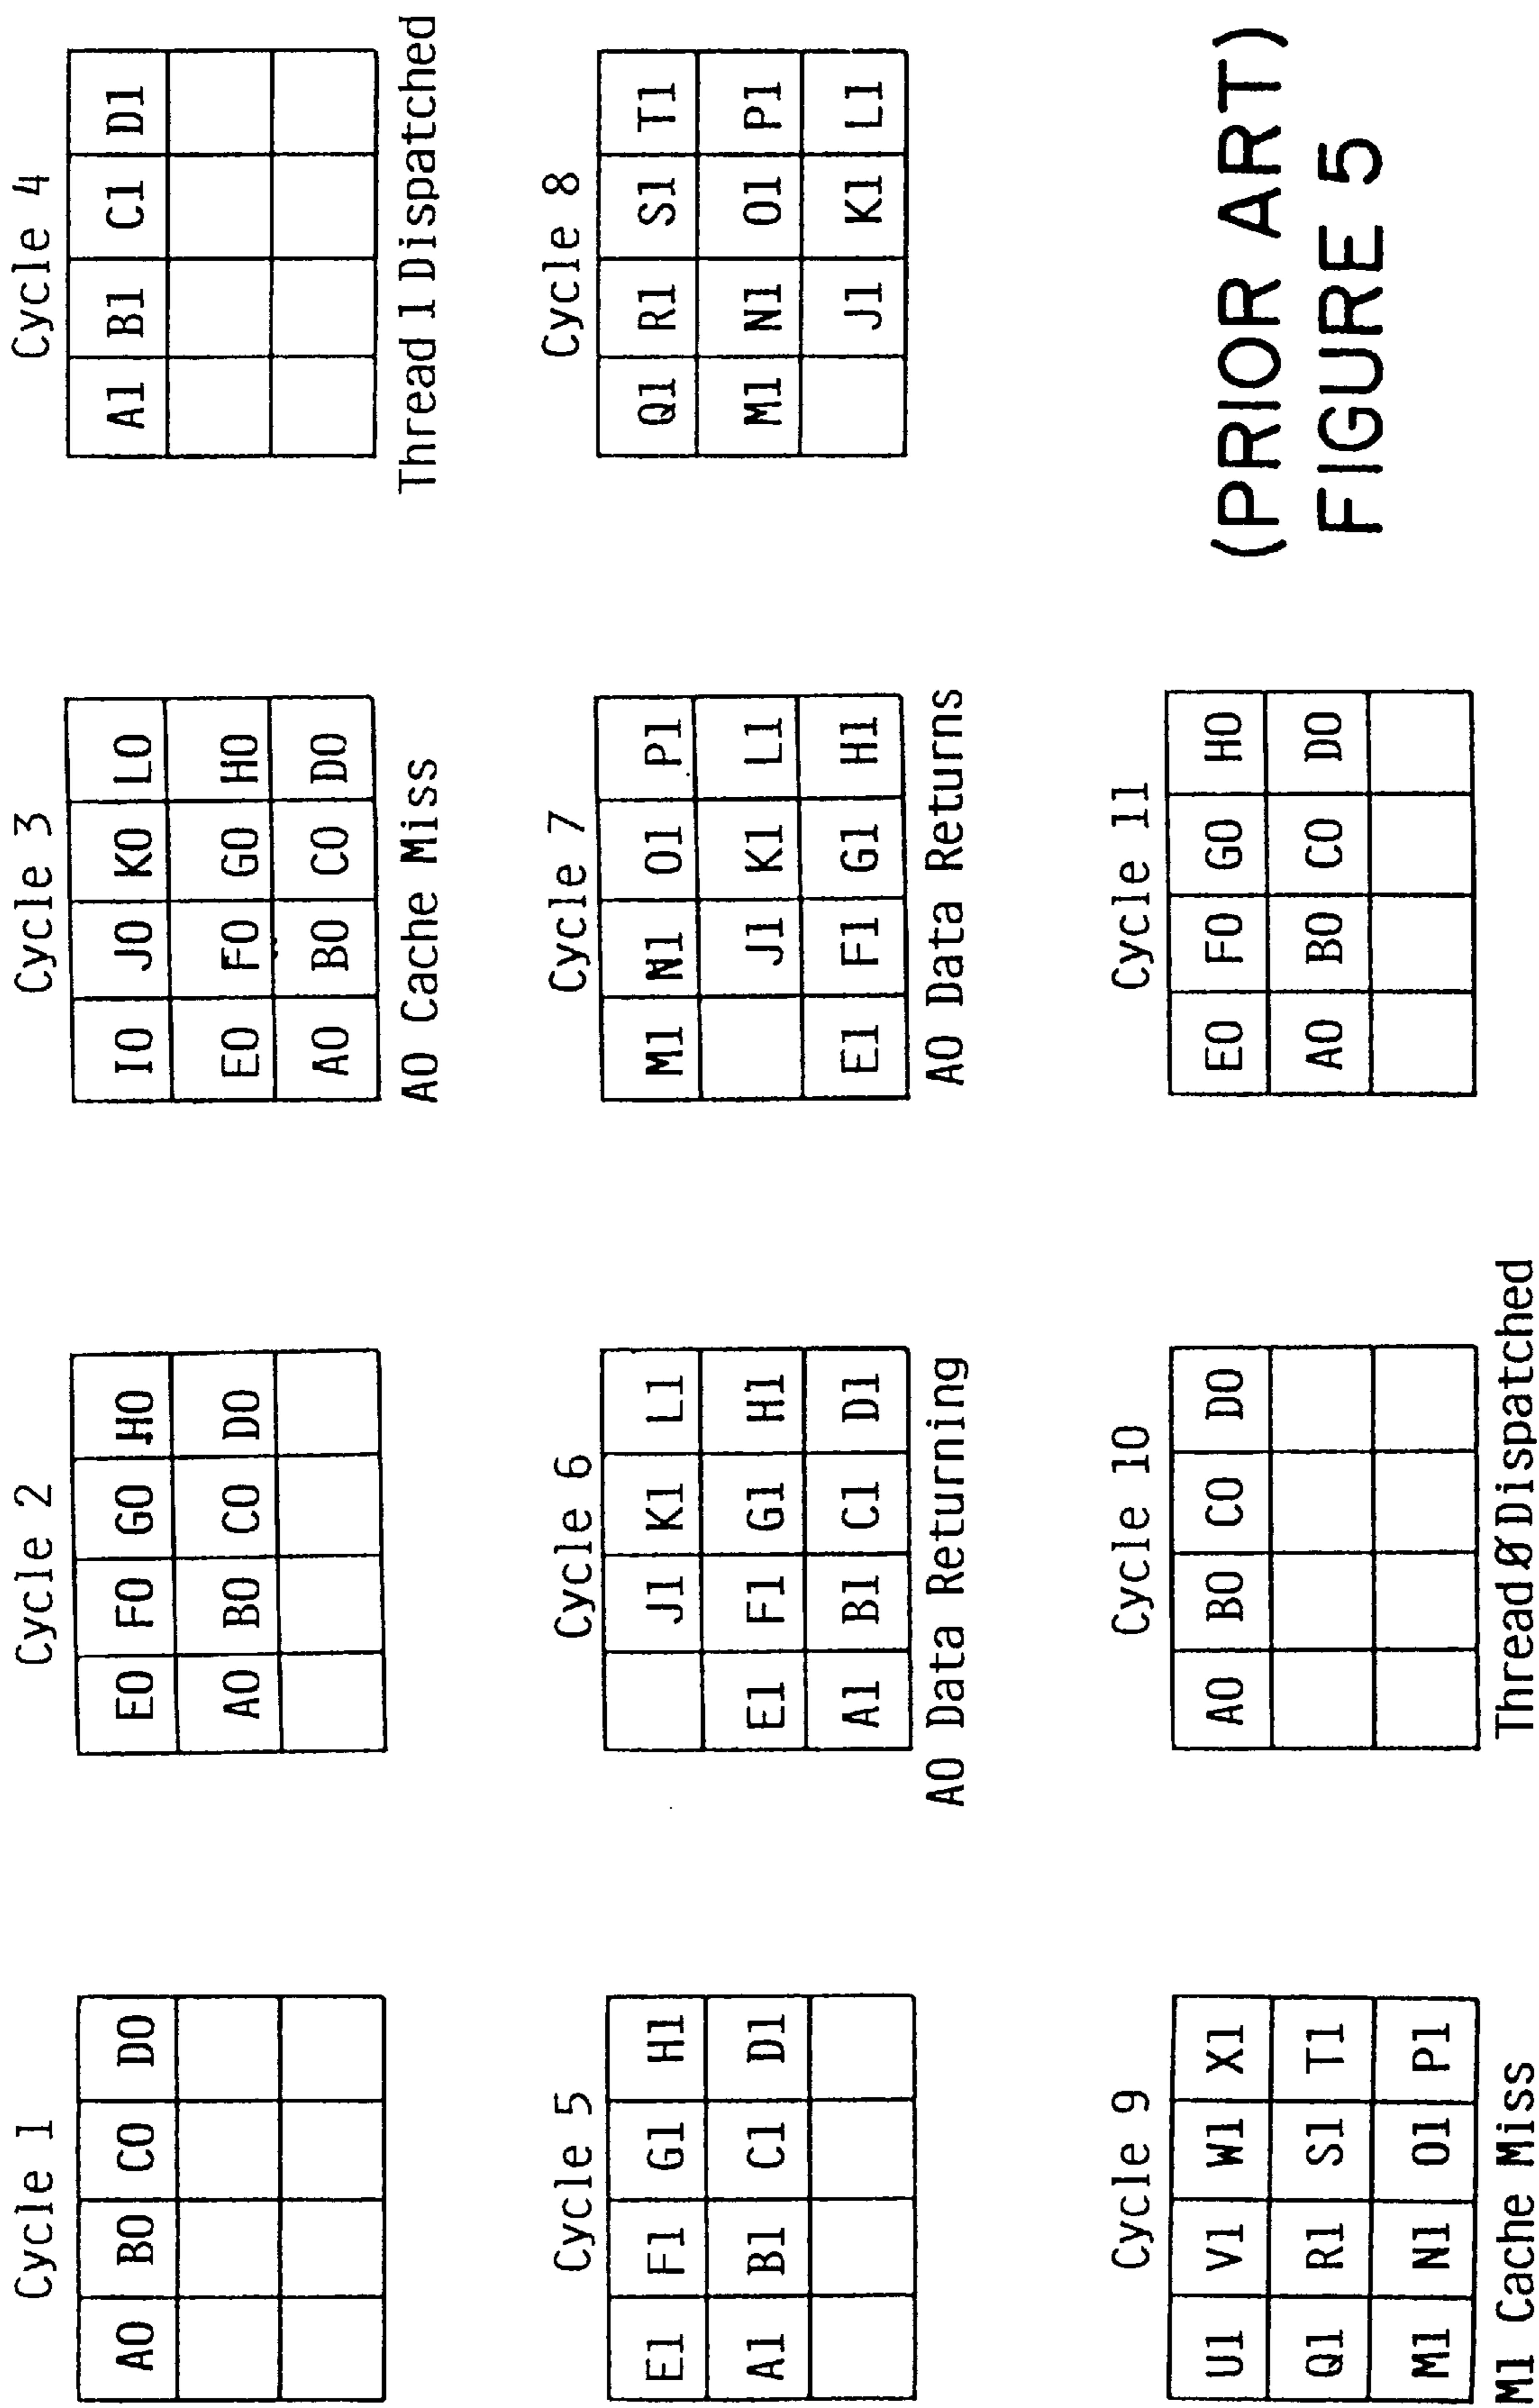 Cycle 1
A0 B0 C0 D0
Cycle 2
E0 F0 G0 H0
A0 B0 C0 D0
Cycle 3
I0 J0 K0 L0
E0 F0 G0 H0
A0 B0 C0 D0
A0 Cache Miss
Cycle 4
A1 B1 C1 D1
Thread 1 Dispatched
Cycle 5
E1 F1 G1 H1
A1 B1 C1 D1
Cycle 6
J1 K1 L1
E1 F1 G1 H1
A1 B1 C1 D1
A0 Data Returning
Cycle 7
M1 N1 O1 P1
J1 K1 L1
E1 F1 G1 H1
A0 Data Returns
Cycle 8
Q1 R1 S1 T1
M1 N1 O1 P1
J1 K1 L1
Cycle 9
U1 V1 W1 X1
Q1 R1 S1 T1
M1 N1 O1 P1
M1 Cache Miss
Cycle 10
A0 B0 C0 D0
Thread Ø Dispatched
Cycle 11
E0 F0 G0 H0
A0 B0 C0 D0
(PRIOR ART)
FIGURE 5